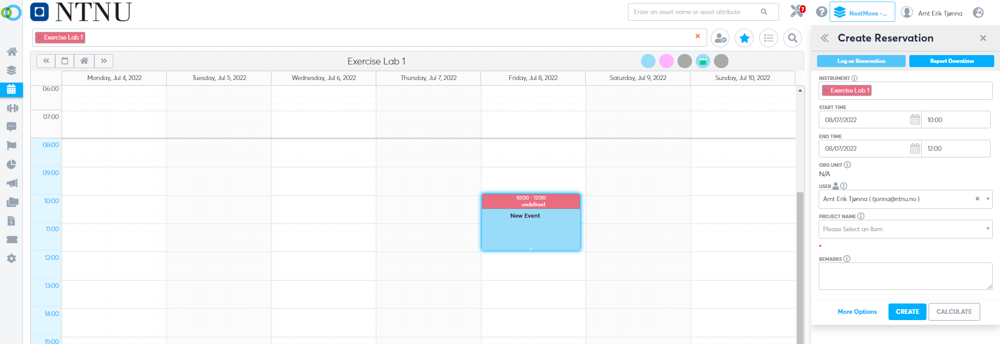 NTNU
Enter an asset name or asset attribute
7
NextMove -...
Arnt Erik Tjønna
× Exercise Lab 1
Exercise Lab 1
Monday, Jul 4, 2022
Tuesday, Jul 5, 2022
Wednesday, Jul 6, 2022
Thursday, Jul 7, 2022
Friday, Jul 8, 2022
Saturday, Jul 9, 2022
Sunday, Jul 10, 2022
06:00
07:00
08:00
09:00
10:00
11:00
12:00
13:00
14:00
15:00
10:00 - 12:00
undefined
New Event
Create Reservation
Log as Reservation
Report Downtime
INSTRUMENT
× Exercise Lab 1
START TIME
08/07/2022 10:00
END TIME
08/07/2022 12:00
ORG UNIT
N/A
USER
Arnt Erik Tjønna ( tjonna@ntnu.no )
PROJECT NAME
Please Select an Item
*
REMARKS
More Options
CREATE
CALCULATE